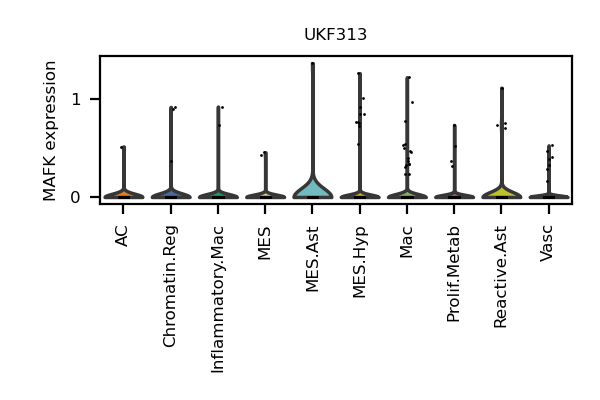 UKF313
MAFK expression
1
0
AC
Chromatin.Reg
Inflammatory.Mac
MES
MES.Ast
MES.Hyp
Mac
Prolif.Metab
Reactive.Ast
Vasc